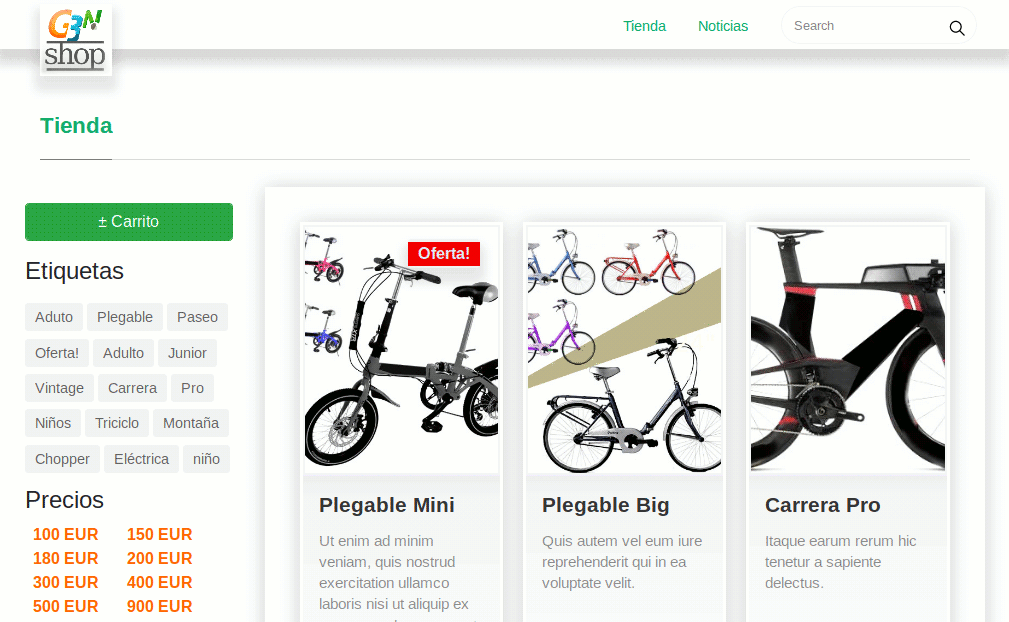 G3N
shop
Tienda
Noticias
Search
Tienda
± Carrito
Etiquetas
Aduto
Plegable
Paseo
Oferta!
Adulto
Junior
Vintage
Carrera
Pro
Niños
Triciclo
Montaña
Chopper
Eléctrica
niño
Precios
100 EUR
150 EUR
180 EUR
200 EUR
300 EUR
400 EUR
500 EUR
900 EUR
Oferta!
Plegable Mini
Ut enim ad minim
veniam, quis nostrud
exercitation ullamco
laboris nisi ut aliquip ex
Plegable Big
Quis autem vel eum iure
reprehenderit qui in ea
voluptate velit.
Carrera Pro
Itaque earum rerum hic
tenetur a sapiente
delectus.